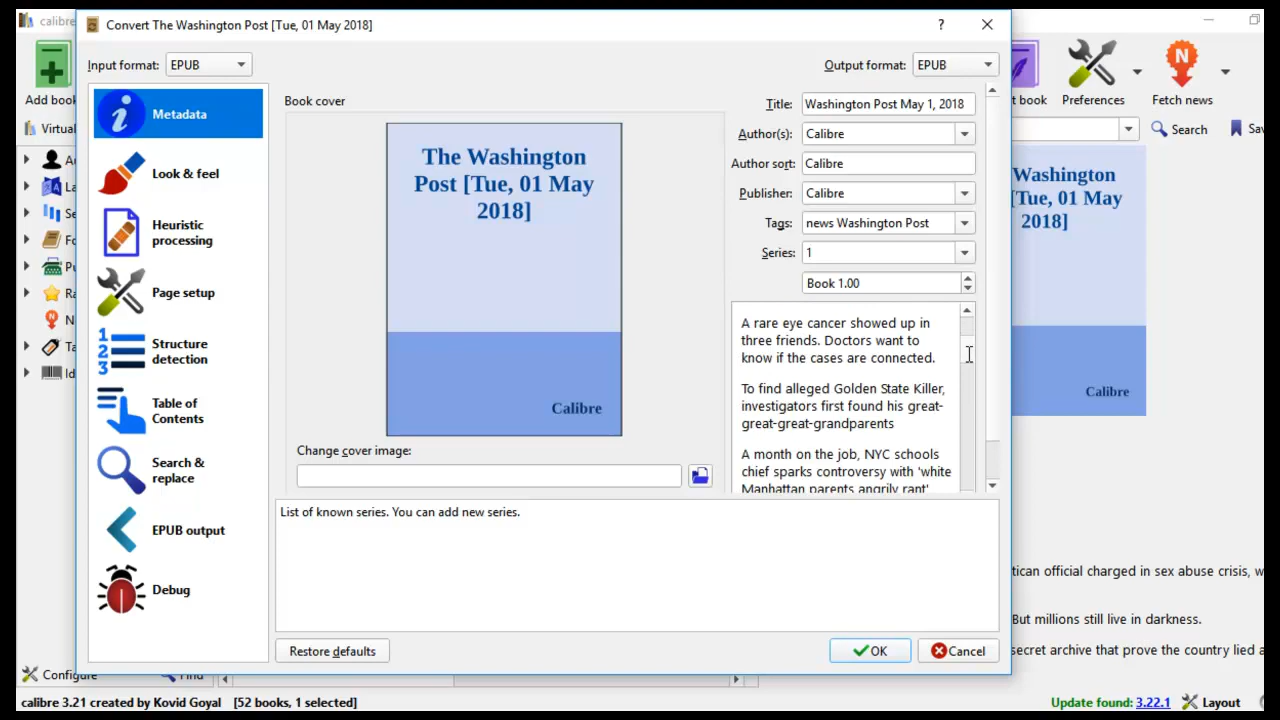 calibre
Convert The Washington Post [Tue, 01 May 2018]
?
Input format: EPUB
Output format: EPUB
Add book
t book
Preferences
Fetch news
Virtual
Search
Metadata
Look & feel
Heuristic
processing
Page setup
Structure
detection
Table of
Contents
Search &
replace
EPUB output
Debug
Book cover
The Washington
Post [Tue, 01 May
2018]
Calibre
Change cover image:
Title: Washington Post May 1, 2018
Author(s): Calibre
Author sort: Calibre
Publisher: Calibre
Tags: news Washington Post
Series: 1
Book 1.00
A rare eye cancer showed up in
three friends. Doctors want to
know if the cases are connected.
To find alleged Golden State Killer,
investigators first found his great-
great-great-grandparents
A month on the job, NYC schools
chief sparks controversy with 'white
Manhattan parents angrily rant'
List of known series. You can add new series.
Restore defaults
OK
Cancel
Washington
[Tue, 01 May
2018]
Calibre
tican official charged in sex abuse crisis, w
But millions still live in darkness.
secret archive that prove the country lied a
Configure
Find
calibre 3.21 created by Kovid Goyal [52 books, 1 selected]
Update found: 3.22.1
Layout